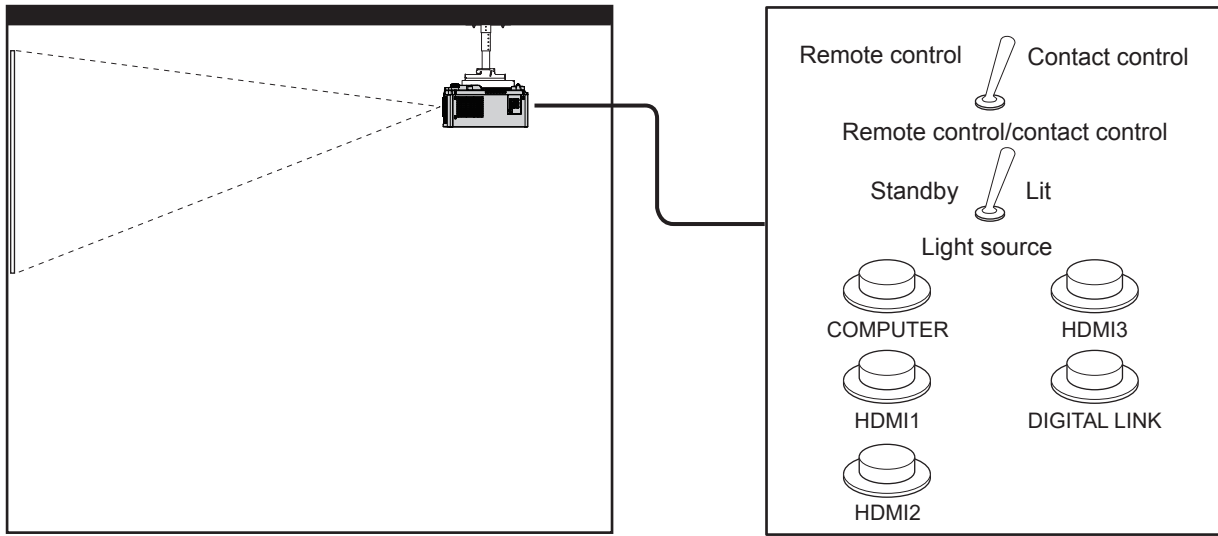 Remote control Contact control
Remote control/contact control
Standby Lit
Light source
COMPUTER HDMI3
HDMI1 DIGITAL LINK
HDMI2